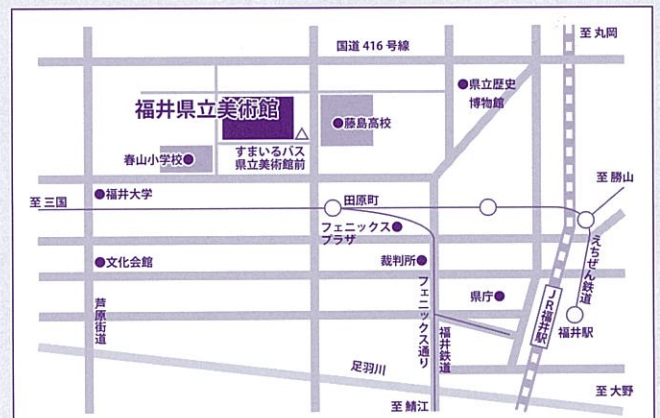 至 丸岡
国道 416 号線
県立歴史
博物館
福井県立美術館
藤島高校
すまいるバス
県立美術館前
春山小学校
至 勝山
福井大学
至 三国
田原町
フェニックス
プラザ
えちぜん鉄道
文化会館
裁判所
県庁
芦原街道
フェニックス通り
福井鉄道
JR福井駅
福井駅
足羽川
至 大野
至 鯖江